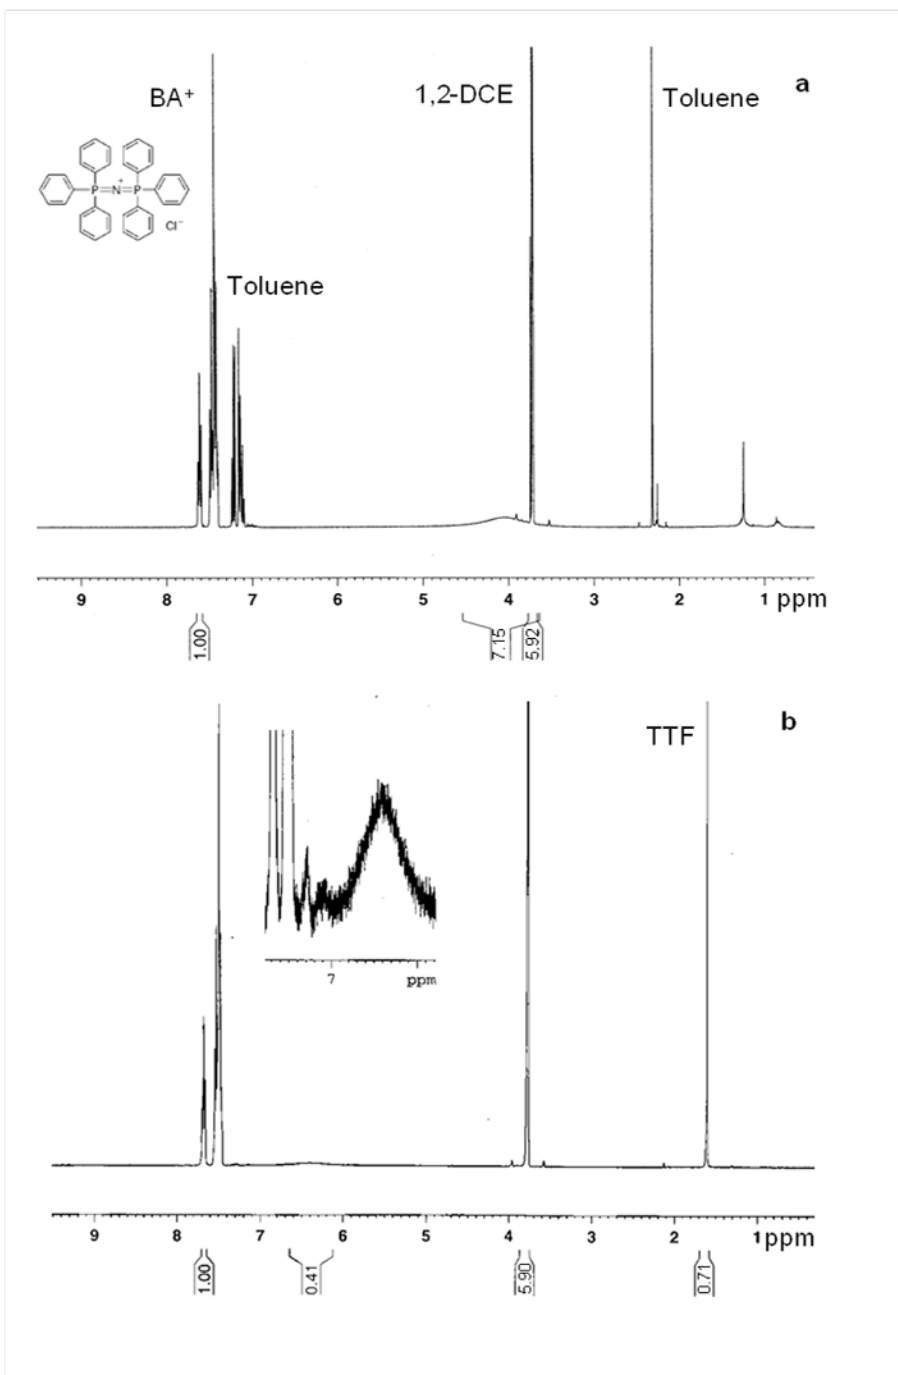 a
BA+
1,2-DCE
Toluene
P=N=P
+
Cl−
Toluene
9 8 7 6 5 4 3 2 1 ppm
1.00 7.15 5.92
b
TTF
7 ppm
9 8 7 6 5 4 3 2 1 ppm
1.00 0.41 5.90 0.71